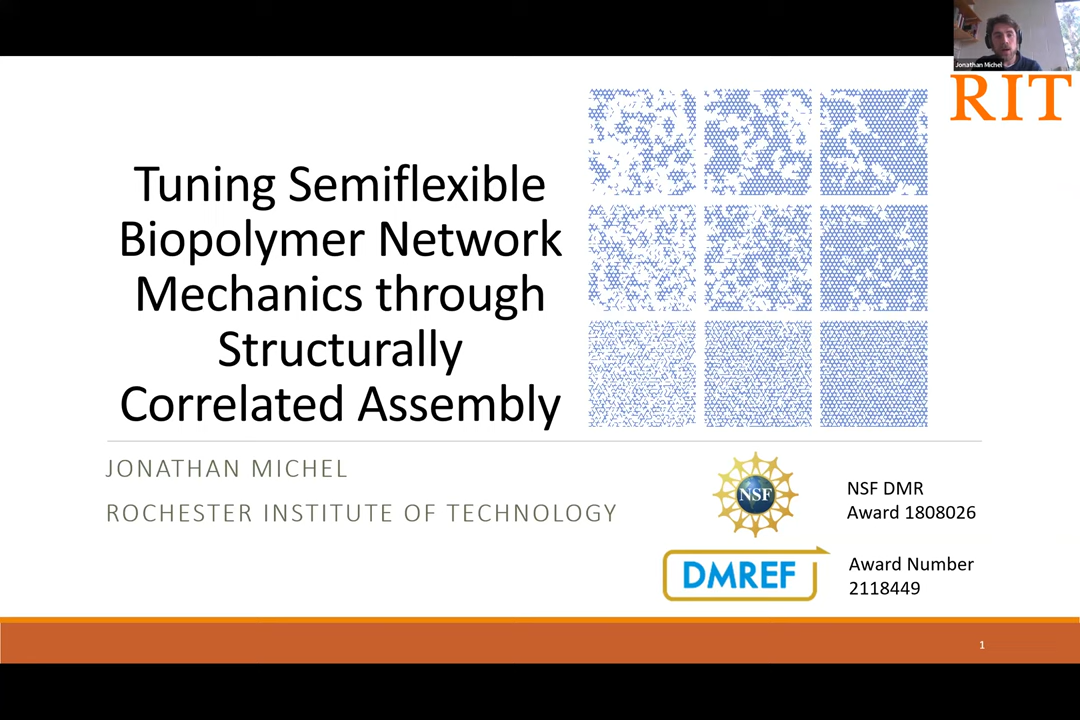 Jonathan Michel
RIT
Tuning Semiflexible
Biopolymer Network
Mechanics through
Structurally
Correlated Assembly
JONATHAN MICHEL
ROCHESTER INSTITUTE OF TECHNOLOGY
NSF
NSF DMR
Award 1808026
DMREF
Award Number
2118449
1